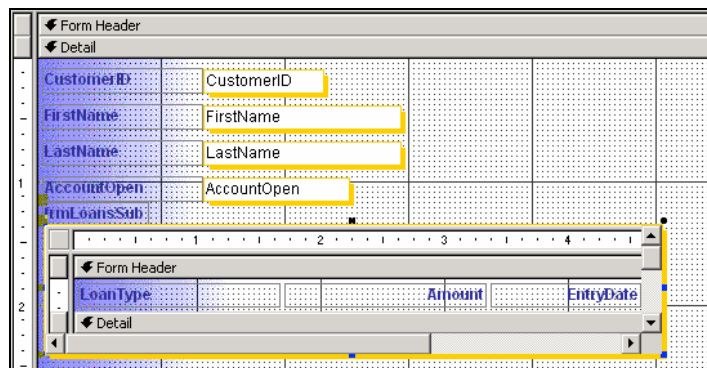 Form Header
Detail
CustomerID CustomerID
FirstName FirstName
LastName LastName
AccountOpen AccountOpen
frmLoansSub
1 2 3 4
Form Header
LoanType Amount EntryDate
Detail
1
2